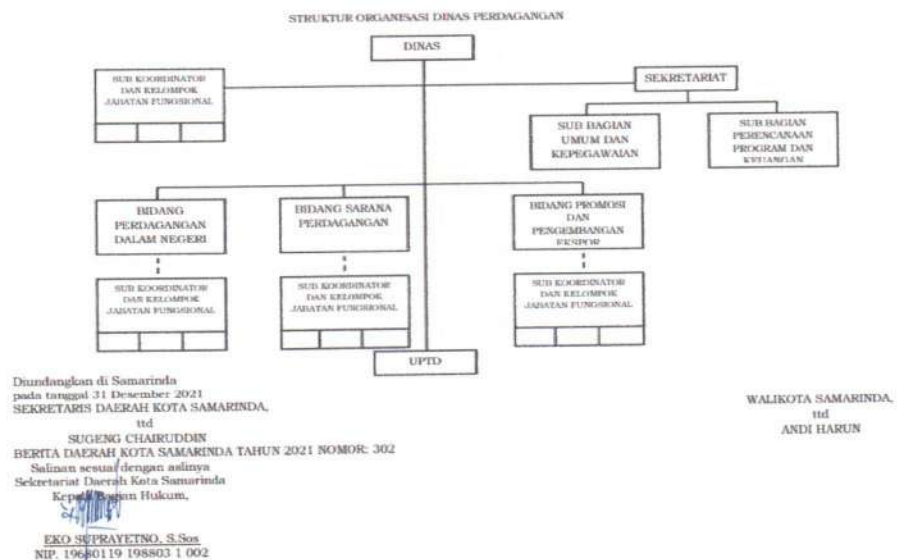 STRUKTUR ORGANISASI DINAS PERDAGANGAN
DINAS
SUB KOORDINATOR
DAN KELOMPOK
JABATAN FUNGSIONAL
SEKRETARIAT
SUB BAGIAN
UMUM DAN
KEPEGAWAIAN
SUB BAGIAN
PERENCANAAN
PROGRAM DAN
KEUANGAN
BIDANG
PERDAGANGAN
DALAM NEGERI
BIDANG SARANA
PERDAGANGAN
BIDANG PROMOSI
DAN
PENGEMBANGAN
EKSPOR
SUB KOORDINATOR
DAN KELOMPOK
JABATAN FUNGSIONAL
SUB KOORDINATOR
DAN KELOMPOK
JABATAN FUNGSIONAL
SUB KOORDINATOR
DAN KELOMPOK
JABATAN FUNGSIONAL
UPTD
Diundangkan di Samarinda
pada tanggal 31 Desember 2021
SEKRETARIS DAERAH KOTA SAMARINDA,
ttd
SUGENG CHAIRUDDIN
BERITA DAERAH KOTA SAMARINDA TAHUN 2021 NOMOR: 302
Salinan sesuai dengan aslinya
Sekretariat Daerah Kota Samarinda
Kepala Bagian Hukum,
EKO SUPRAYETNO, S.Sos
NIP. 19680119 198803 1 002
WALIKOTA SAMARINDA,
ttd
ANDI HARUN